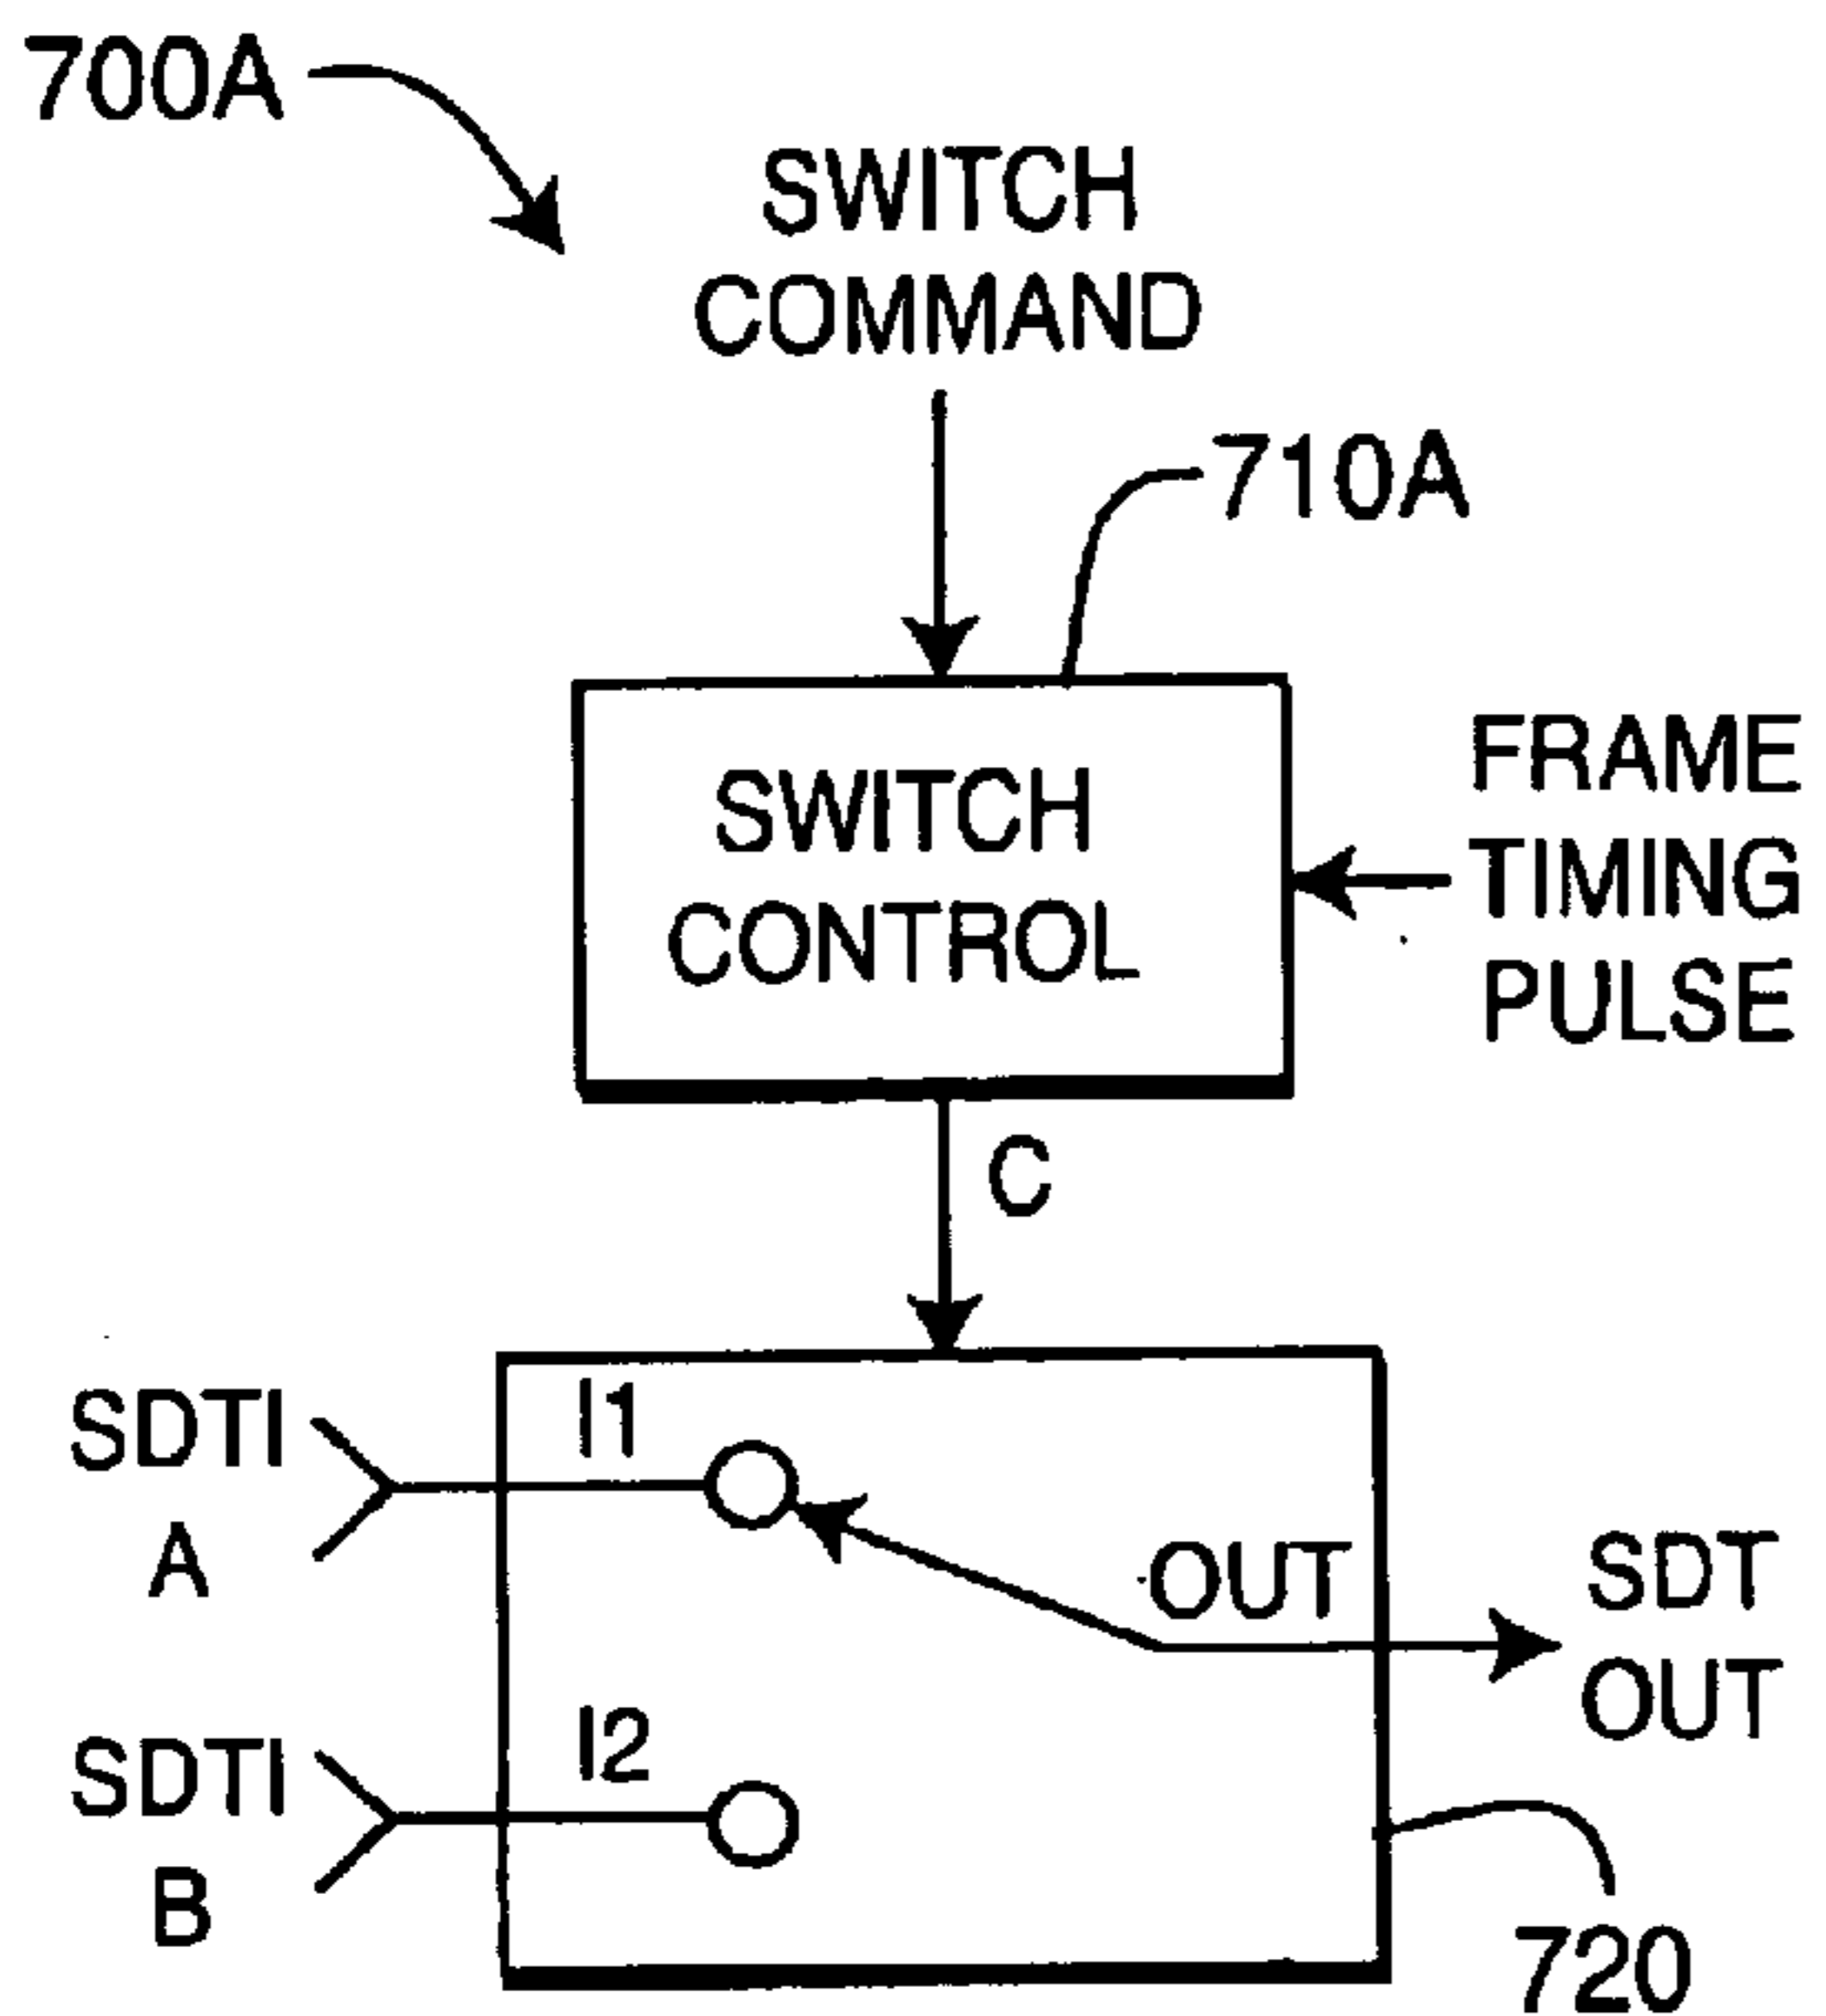 700A
SWITCH
COMMAND
710A
SWITCH
CONTROL
FRAME
TIMING
PULSE
C
SDTI
A
I1
OUT
SDT
OUT
SDTI
B
I2
720